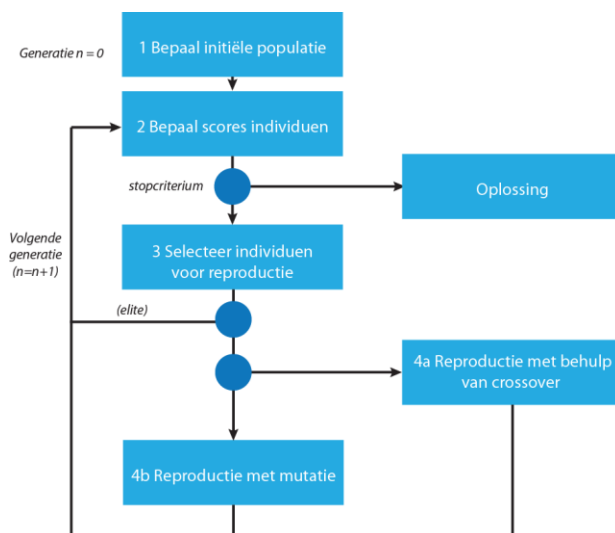 1 Bepaal initiële populatie
Generatie n = 0
2 Bepaal scores individuen
stopcriterium
Oplossing
3 Selecteer individuen
voor reproductie
Volgende
generatie
(n=n+1)
(elite)
4a Reproductie met behulp
van crossover
4b Reproductie met mutatie